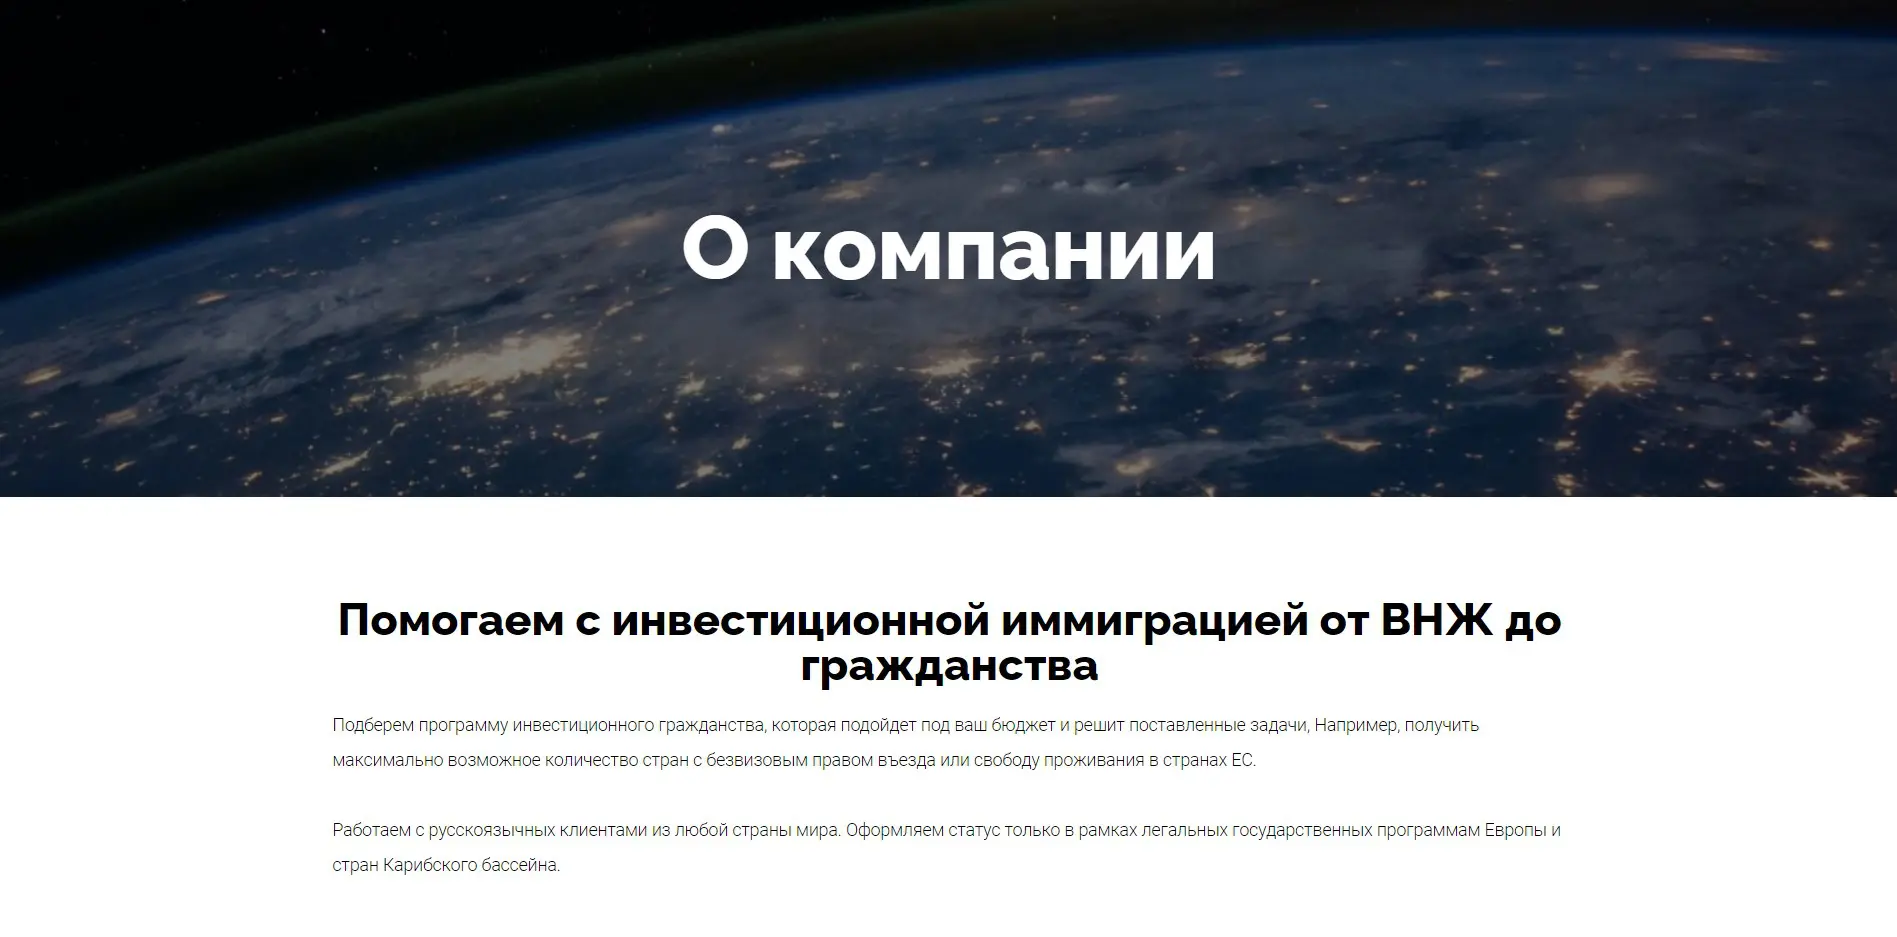 О компании
Помогаем с инвестиционной иммиграцией от ВНЖ до
гражданства
Подберем программу инвестиционного гражданства, которая подойдет под ваш бюджет и решит поставленные задачи, Например, получить
максимально возможное количество стран с безвизовым правом въезда или свободу проживания в странах ЕС.
Работаем с русскоязычных клиентами из любой страны мира. Оформляем статус только в рамках легальных государственных программам Европы и
стран Карибского бассейна.